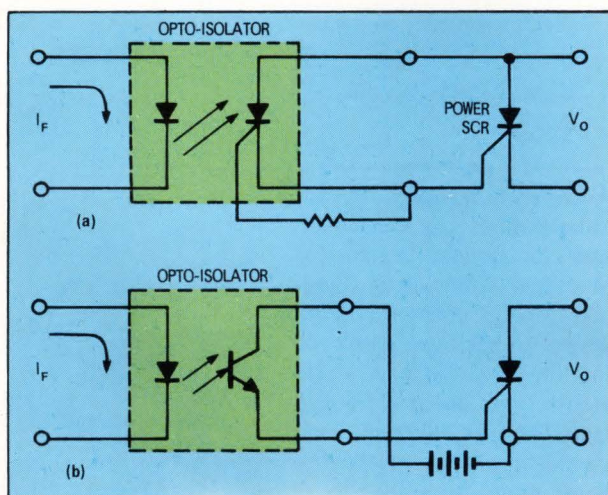 OPTO-ISOLATOR
I_F
POWER
SCR
V_O
(a)
OPTO-ISOLATOR
I_F
V_O
(b)